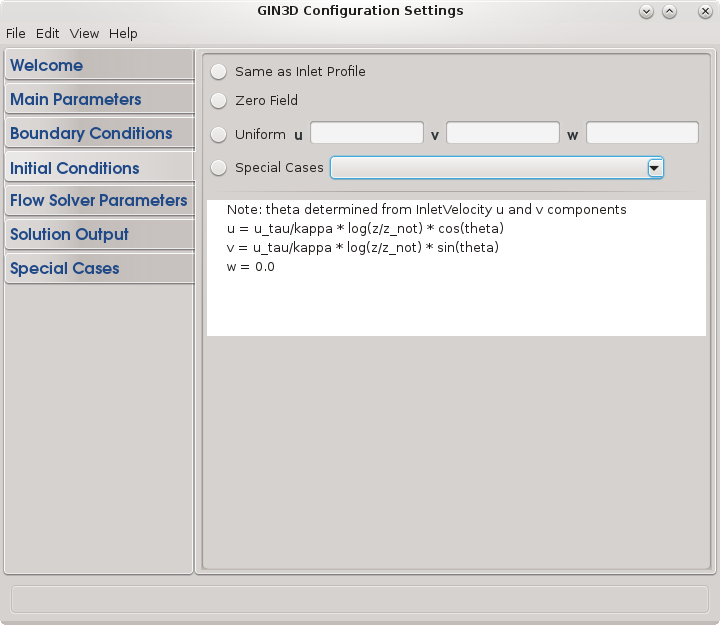 GIN3D Configuration Settings
File Edit View Help
Welcome
Main Parameters
Boundary Conditions
Initial Conditions
Flow Solver Parameters
Solution Output
Special Cases
Same as Inlet Profile
Zero Field
Uniform u v w
Special Cases
Note: theta determined from InletVelocity u and v components
u = u_tau/kappa * log(z/z_not) * cos(theta)
v = u_tau/kappa * log(z/z_not) * sin(theta)
w = 0.0